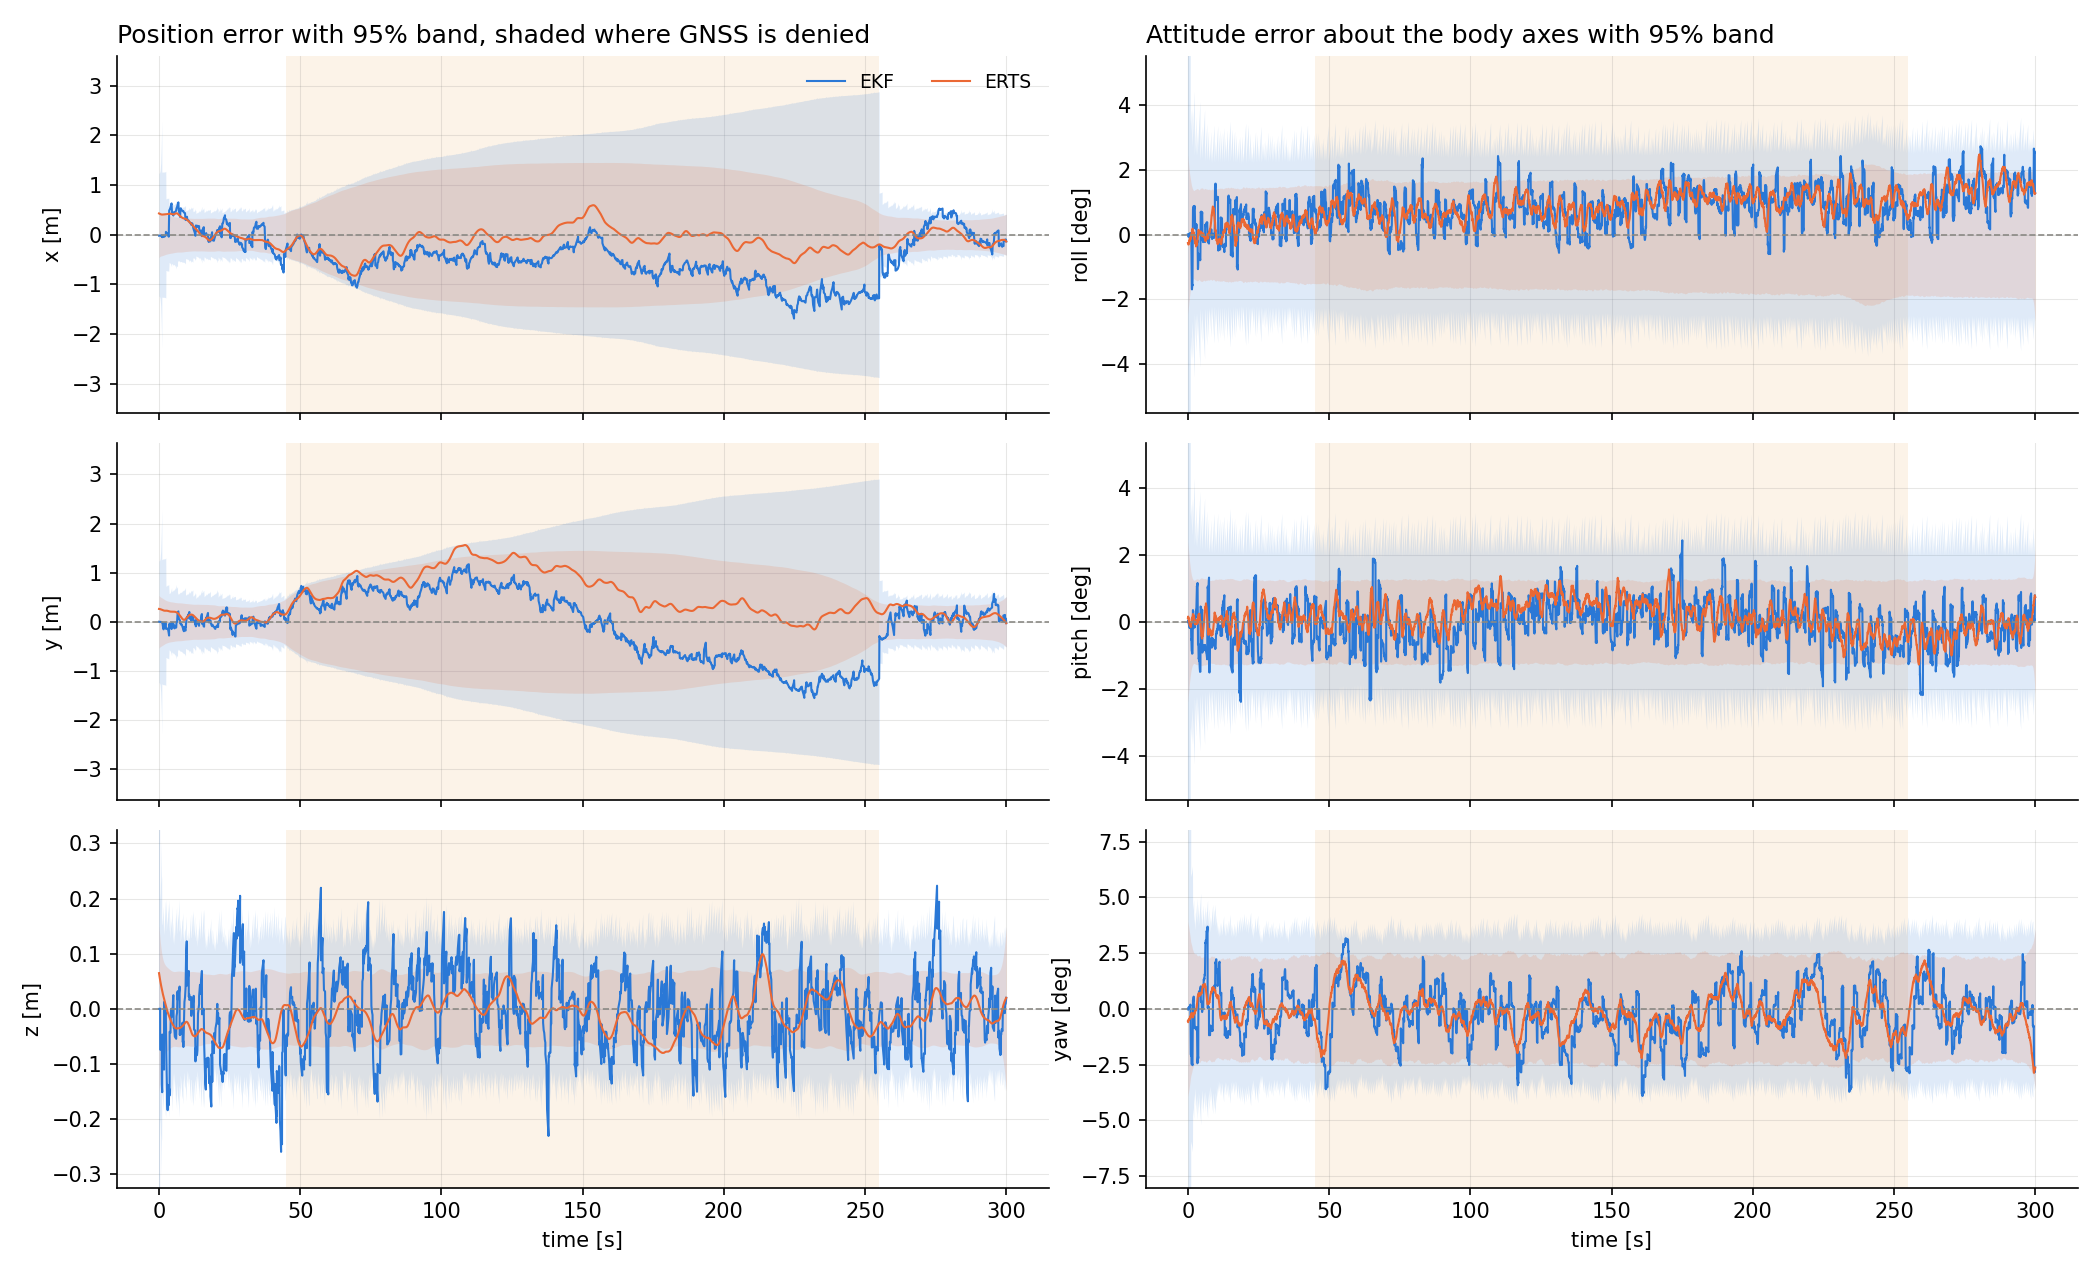 Position error with 95% band, shaded where GNSS is denied
EKF ERTS
3
2
1
0
−1
−2
−3
x [m]
Attitude error about the body axes with 95% band
4
2
0
−2
−4
roll [deg]
3
2
1
0
−1
−2
−3
y [m]
4
2
0
−2
−4
pitch [deg]
0.3
0.2
0.1
0.0
−0.1
−0.2
−0.3
z [m]
0 50 100 150 200 250 300
time [s]
7.5
5.0
2.5
0.0
−2.5
−5.0
−7.5
yaw [deg]
0 50 100 150 200 250 300
time [s]